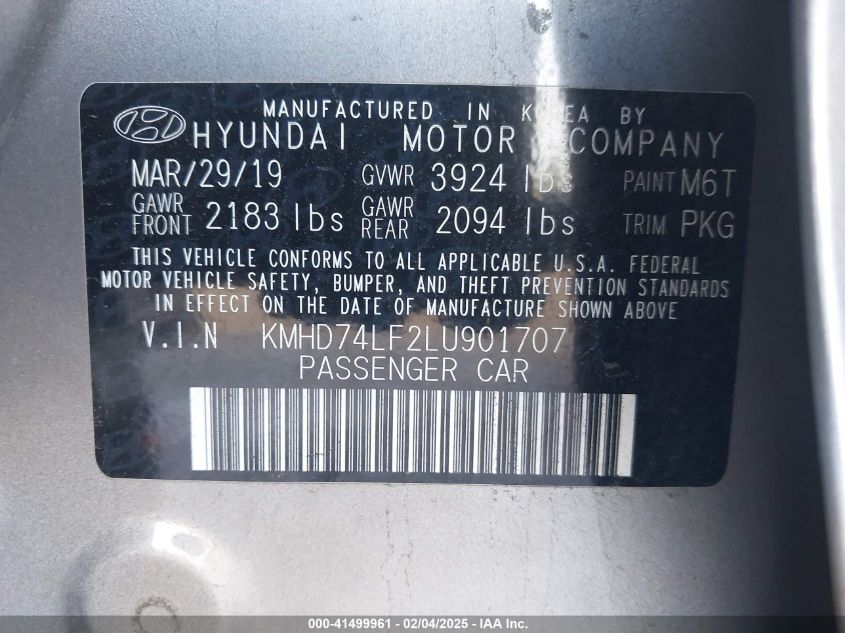 MANUFACTURED IN KOREA BY
HYUNDAI MOTOR COMPANY
MAR/29/19 GVWR 3924 lbs PAINT M6T
GAWR FRONT 2183 lbs GAWR REAR 2094 lbs TRIM PKG
THIS VEHICLE CONFORMS TO ALL APPLICABLE U.S.A. FEDERAL
MOTOR VEHICLE SAFETY, BUMPER, AND THEFT PREVENTION STANDARDS
IN EFFECT ON THE DATE OF MANUFACTURE SHOWN ABOVE
V.I.N KMHD74LF2LU901707
PASSENGER CAR
000-41499961 - 02/04/2025 - IAA Inc.